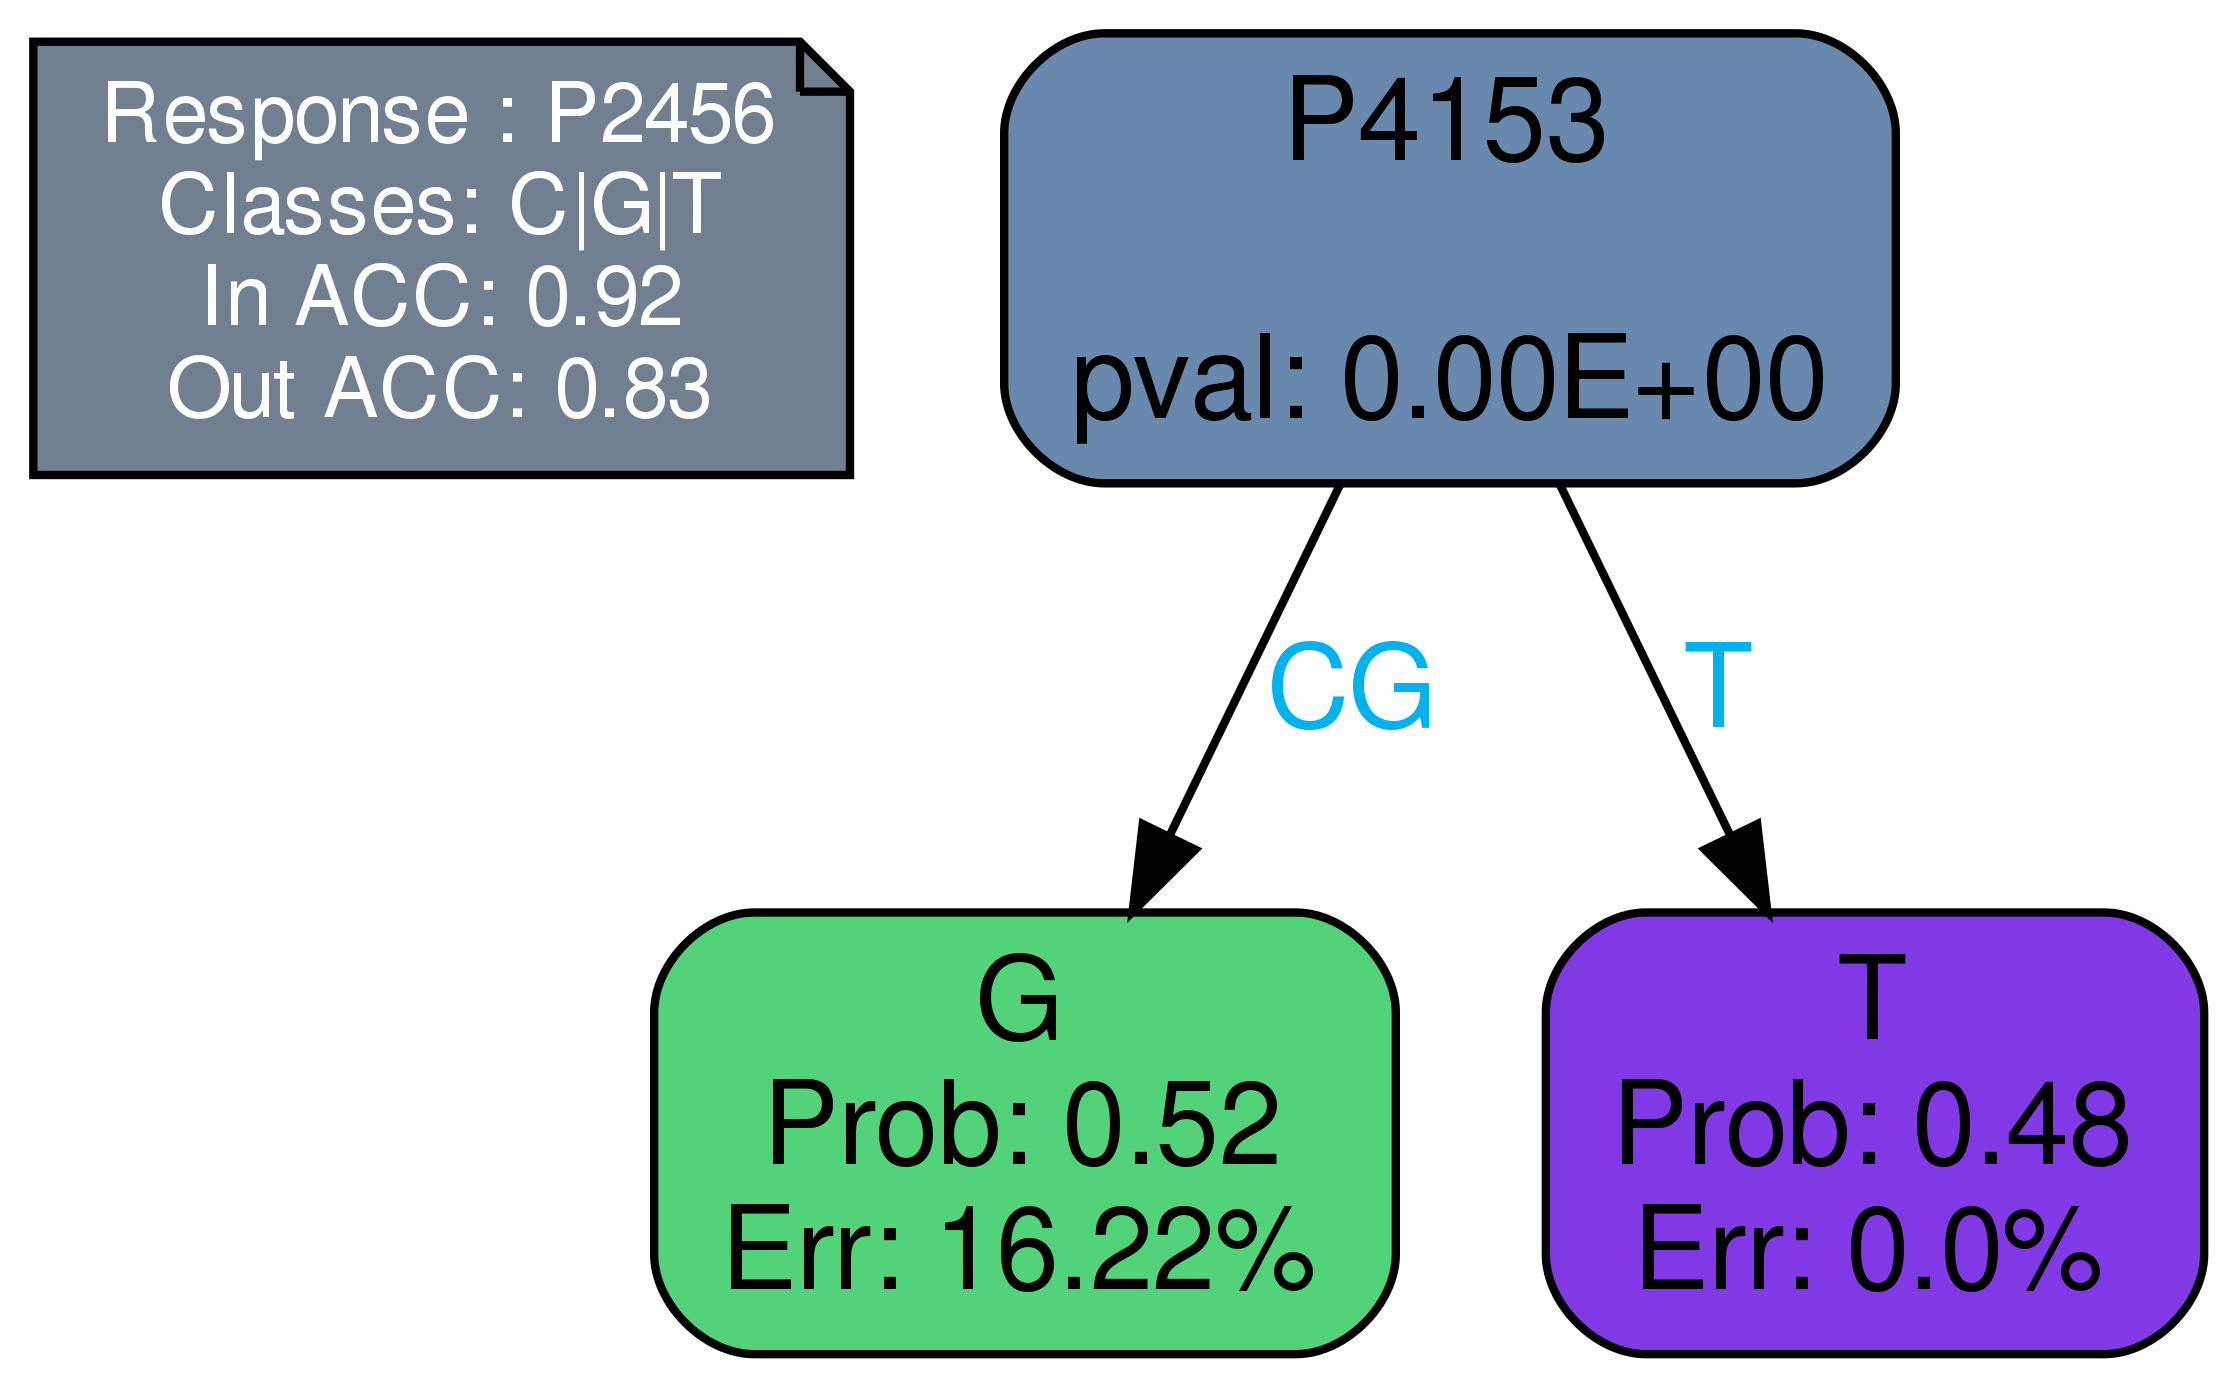 Response : P2456
Classes: C|G|T
In ACC: 0.92
Out ACC: 0.83
P4153
pval: 0.00E+00
CG
T
G
Prob: 0.52
Err: 16.22%
T
Prob: 0.48
Err: 0.0%